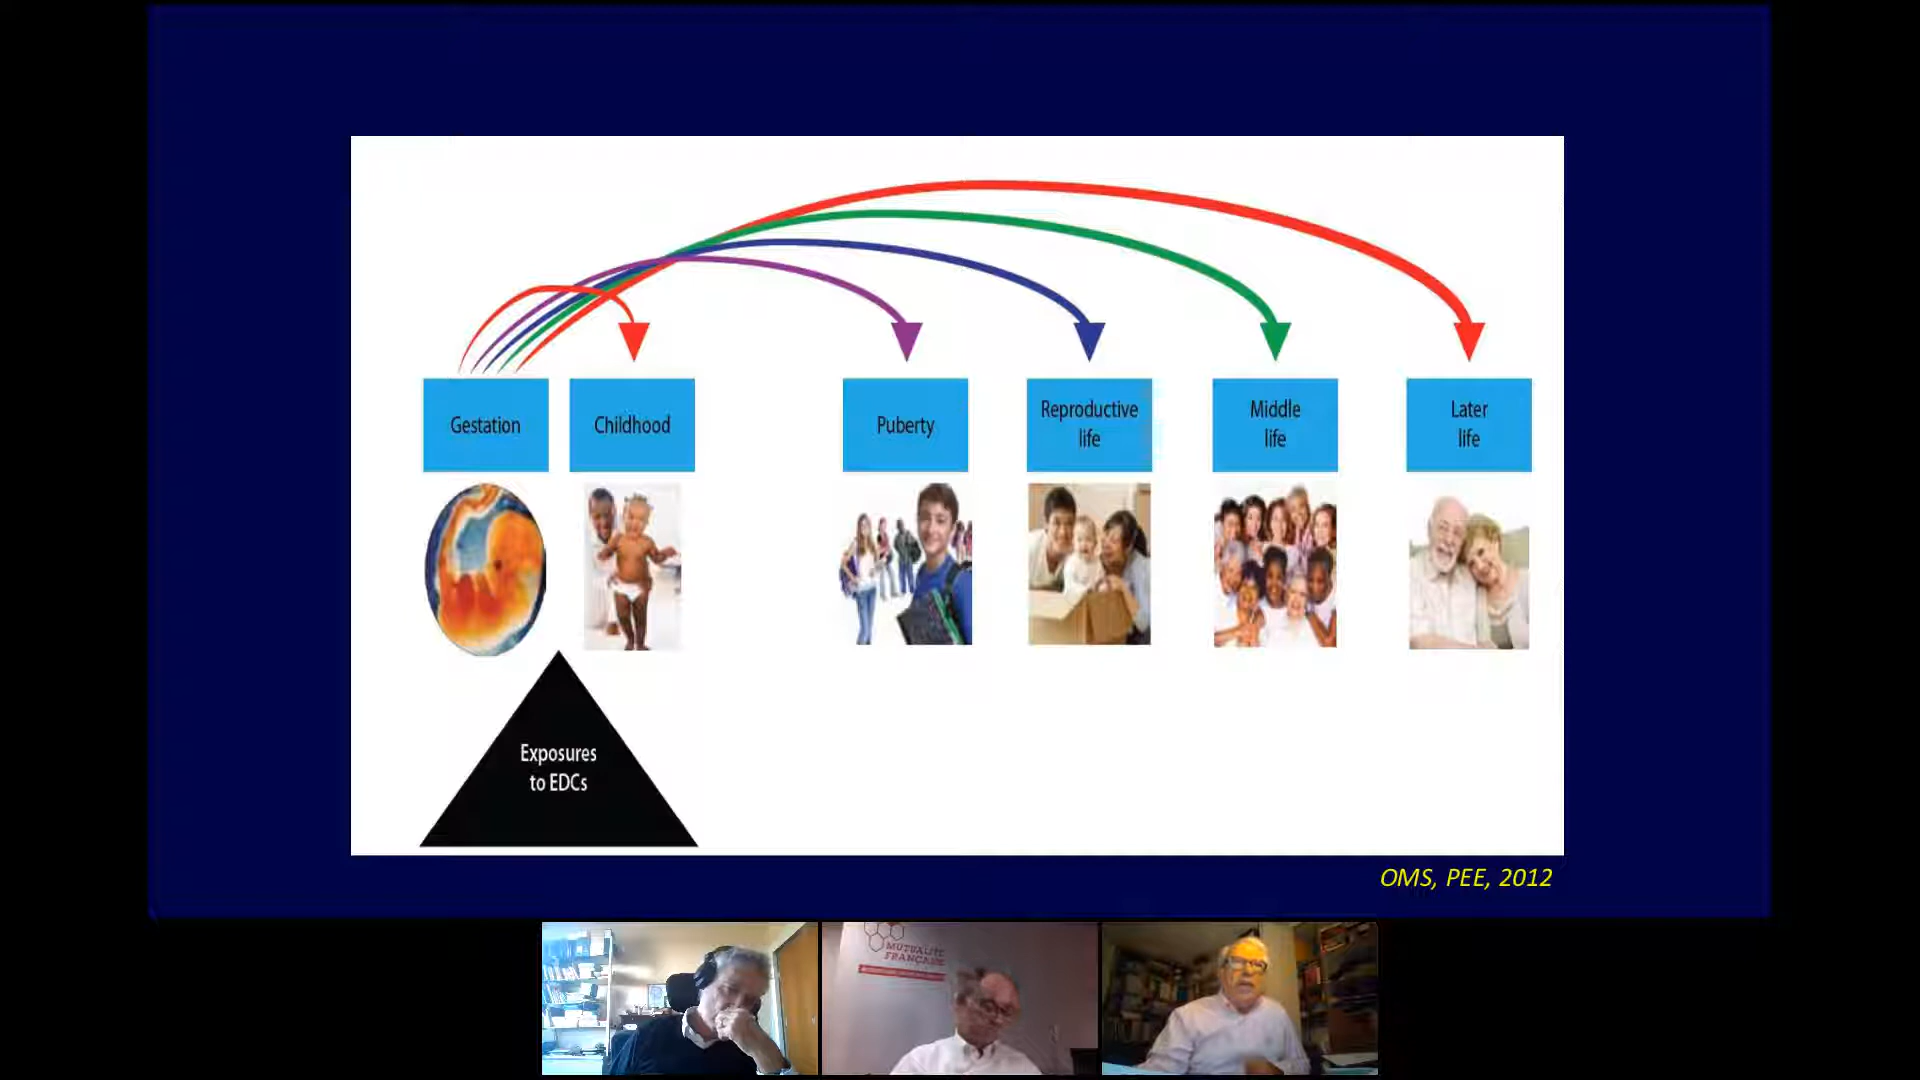 Gestation
Childhood
Puberty
Reproductive
life
Middle
life
Later
life
Exposures
to EDCs
OMS, PEE, 2012
MUTUALITÉ
FRANÇAISE